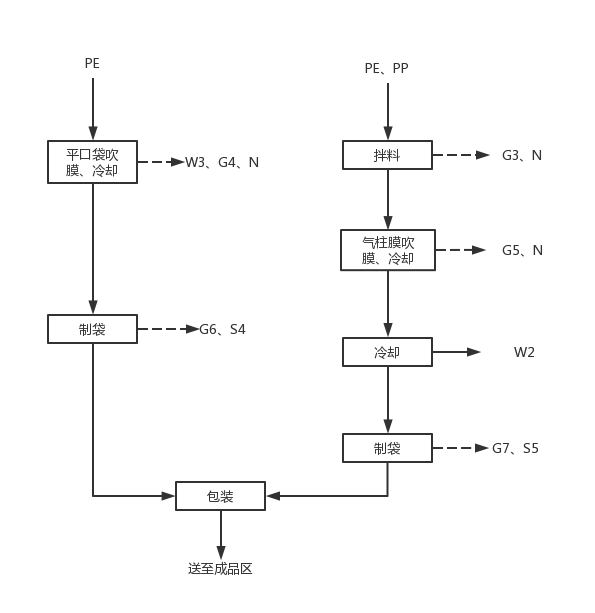 PE
PE、PP
平口袋吹
膜、冷却
W3、G4、N
拌料
G3、N
气柱膜吹
膜、冷却
G5、N
制袋
G6、S4
冷却
W2
制袋
G7、S5
包装
送至成品区